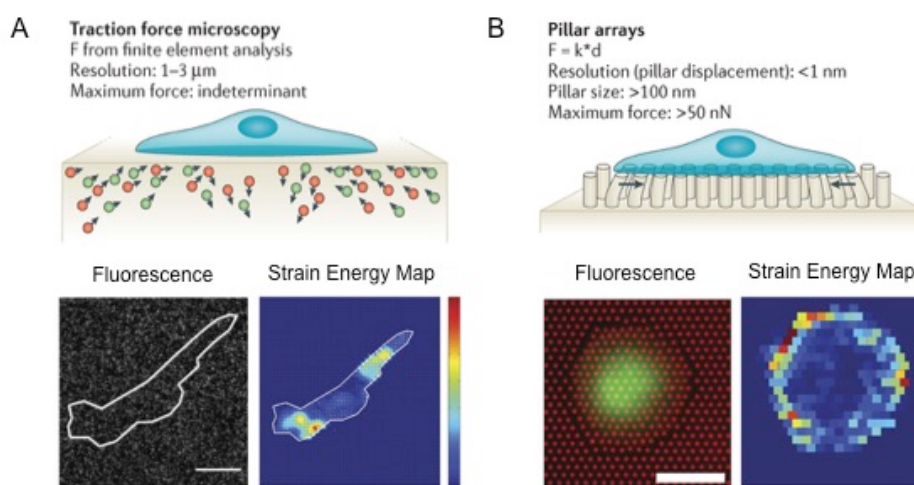 A
Traction force microscopy
F from finite element analysis
Resolution: 1–3 μm
Maximum force: indeterminant
Fluorescence
Strain Energy Map
B
Pillar arrays
F = k*d
Resolution (pillar displacement): <1 nm
Pillar size: >100 nm
Maximum force: >50 nN
Fluorescence
Strain Energy Map